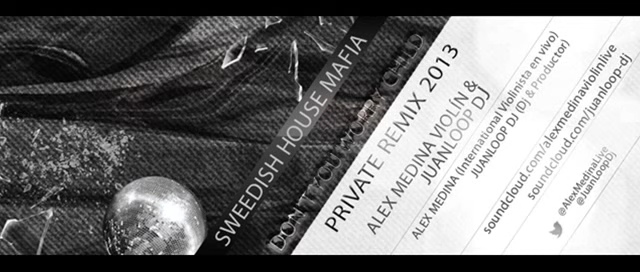 SWEEDISH HOUSE MAFIA
DON'T YOU WORRY CHILD
PRIVATE REMIX 2013
ALEX MEDINA VIOLIN &
JUANLOOP DJ
ALEX MEDINA (International Violinista en vivo)
JUANLOOP DJ (Dj & Productor)
soundcloud.com/alexmedinaviolinlive
soundcloud.com/juanloop-dj
@AlexMedinaLive
@JuanLoopDj